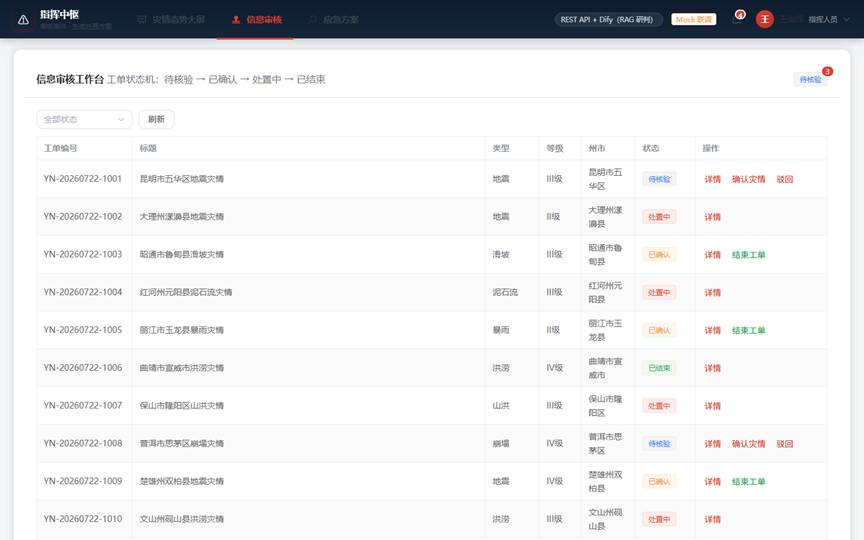 指挥中枢
灾情态势大屏
信息审核
应急方案
REST API + Dify（RAG 研判）
Mock 联调
4
王
指挥人员
信息审核工作台 工单状态机：待核验 → 已确认 → 处置中 → 已结束
待核验
3
全部状态
刷新
工单编号 标题 类型 等级 州市 状态 操作
YN-20260722-1001 昆明市五华区地震灾情 地震 III级 昆明市五华区 待核验 详情 确认灾情 驳回
YN-20260722-1002 大理州漾濞县地震灾情 地震 II级 大理州漾濞县 处置中 详情
YN-20260722-1003 昭通市鲁甸县滑坡灾情 滑坡 III级 昭通市鲁甸县 已确认 详情 结束工单
YN-20260722-1004 红河州元阳县泥石流灾情 泥石流 III级 红河州元阳县 处置中 详情
YN-20260722-1005 丽江市玉龙县暴雨灾情 暴雨 II级 丽江市玉龙县 已确认 详情 结束工单
YN-20260722-1006 曲靖市宣威市洪涝灾情 洪涝 IV级 曲靖市宣威市 已结束 详情
YN-20260722-1007 保山市隆阳区山洪灾情 山洪 III级 保山市隆阳区 处置中 详情
YN-20260722-1008 普洱市思茅区崩塌灾情 崩塌 IV级 普洱市思茅区 待核验 详情 确认灾情 驳回
YN-20260722-1009 楚雄州双柏县地震灾情 地震 IV级 楚雄州双柏县 已确认 详情 结束工单
YN-20260722-1010 文山州砚山县洪涝灾情 洪涝 III级 文山州砚山县 处置中 详情